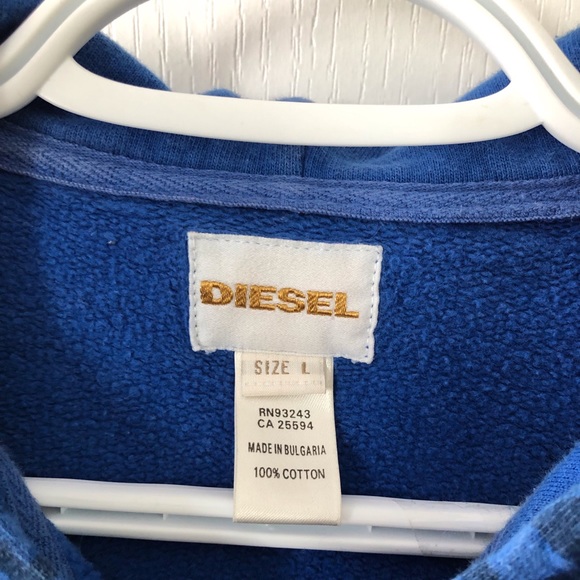 DIESEL
SIZE L
RN93243
CA 25594
MADE IN BULGARIA
100% COTTON